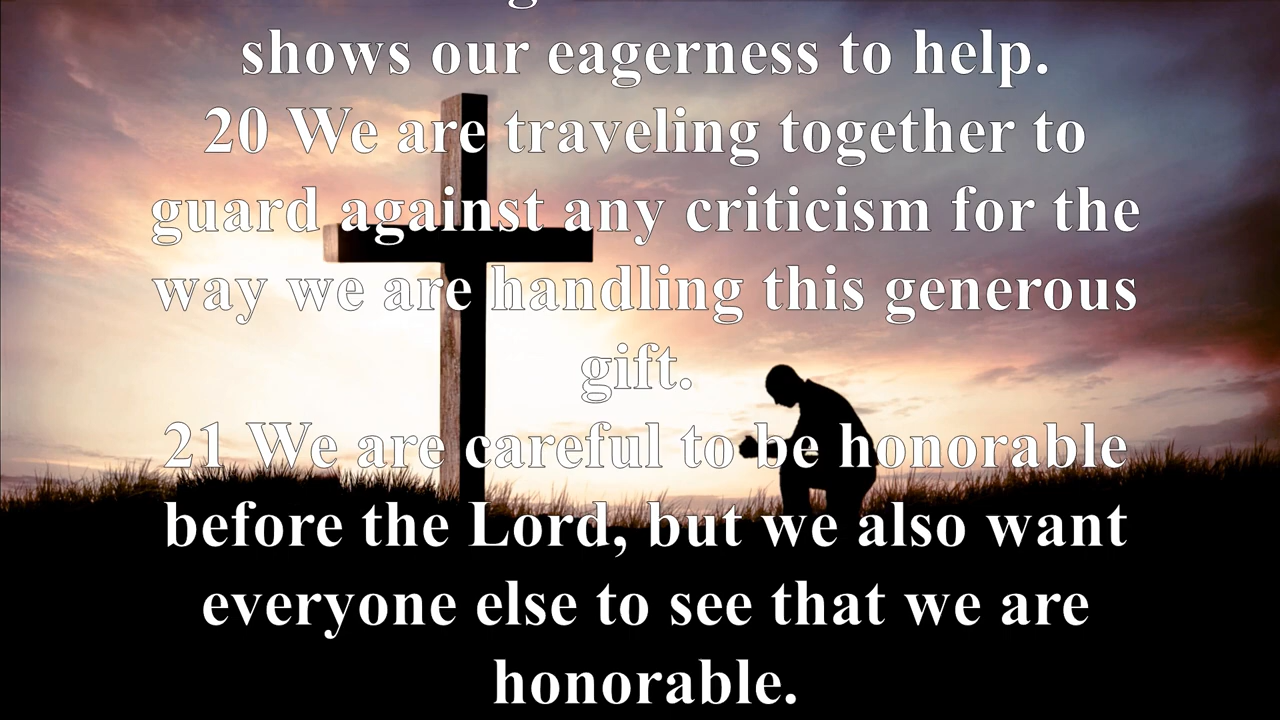 shows our eagerness to help.
20 We are traveling together to
guard against any criticism for the
way we are handling this generous
gift.
21 We are careful to be honorable
before the Lord, but we also want
everyone else to see that we are
honorable.